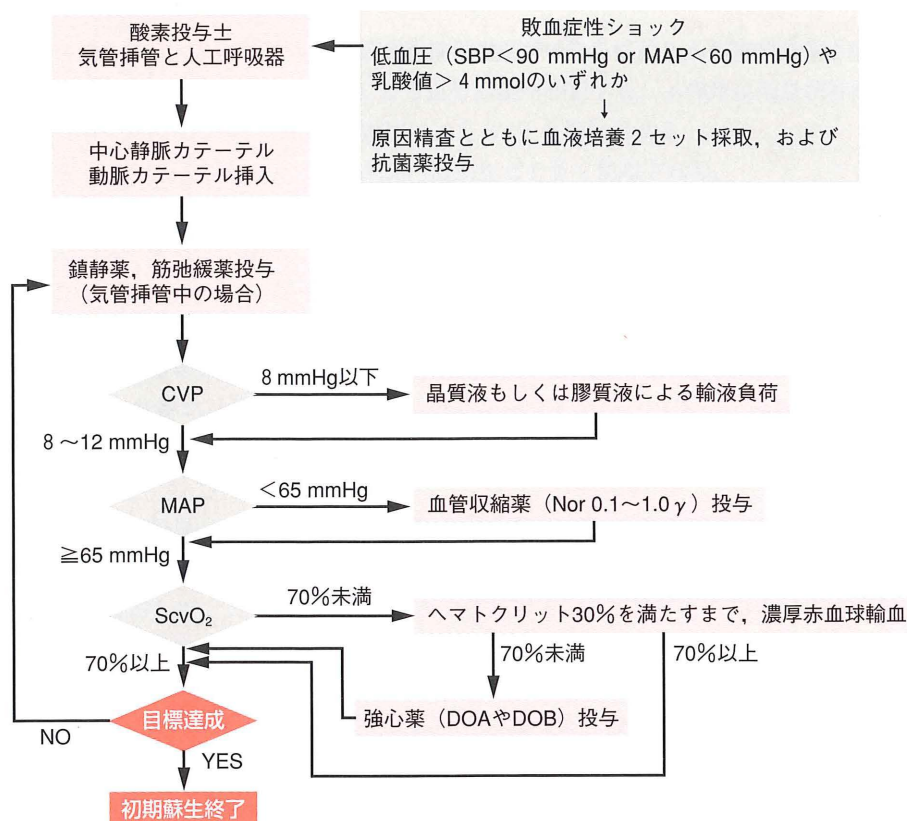 酸素投与士
気管挿管と人工呼吸器
敗血症性ショック
低血圧（SBP＜90 mmHg or MAP＜60 mmHg）や
乳酸値＞4 mmolのいずれか
↓
原因精査とともに血液培養2セット採取，および
抗菌薬投与
中心静脈カテーテル
動脈カテーテル挿入
鎮静薬，筋弛緩薬投与
（気管挿管中の場合）
CVP
8 mmHg以下
晶質液もしくは膠質液による輸液負荷
8～12 mmHg
MAP
＜65 mmHg
血管収縮薬（Nor 0.1～1.0γ）投与
≧65 mmHg
ScvO₂
70％未満
ヘマトクリット30％を満たすまで，濃厚赤血球輸血
70％以上
70％未満
70％以上
強心薬（DOAやDOB）投与
目標達成
NO
YES
初期蘇生終了